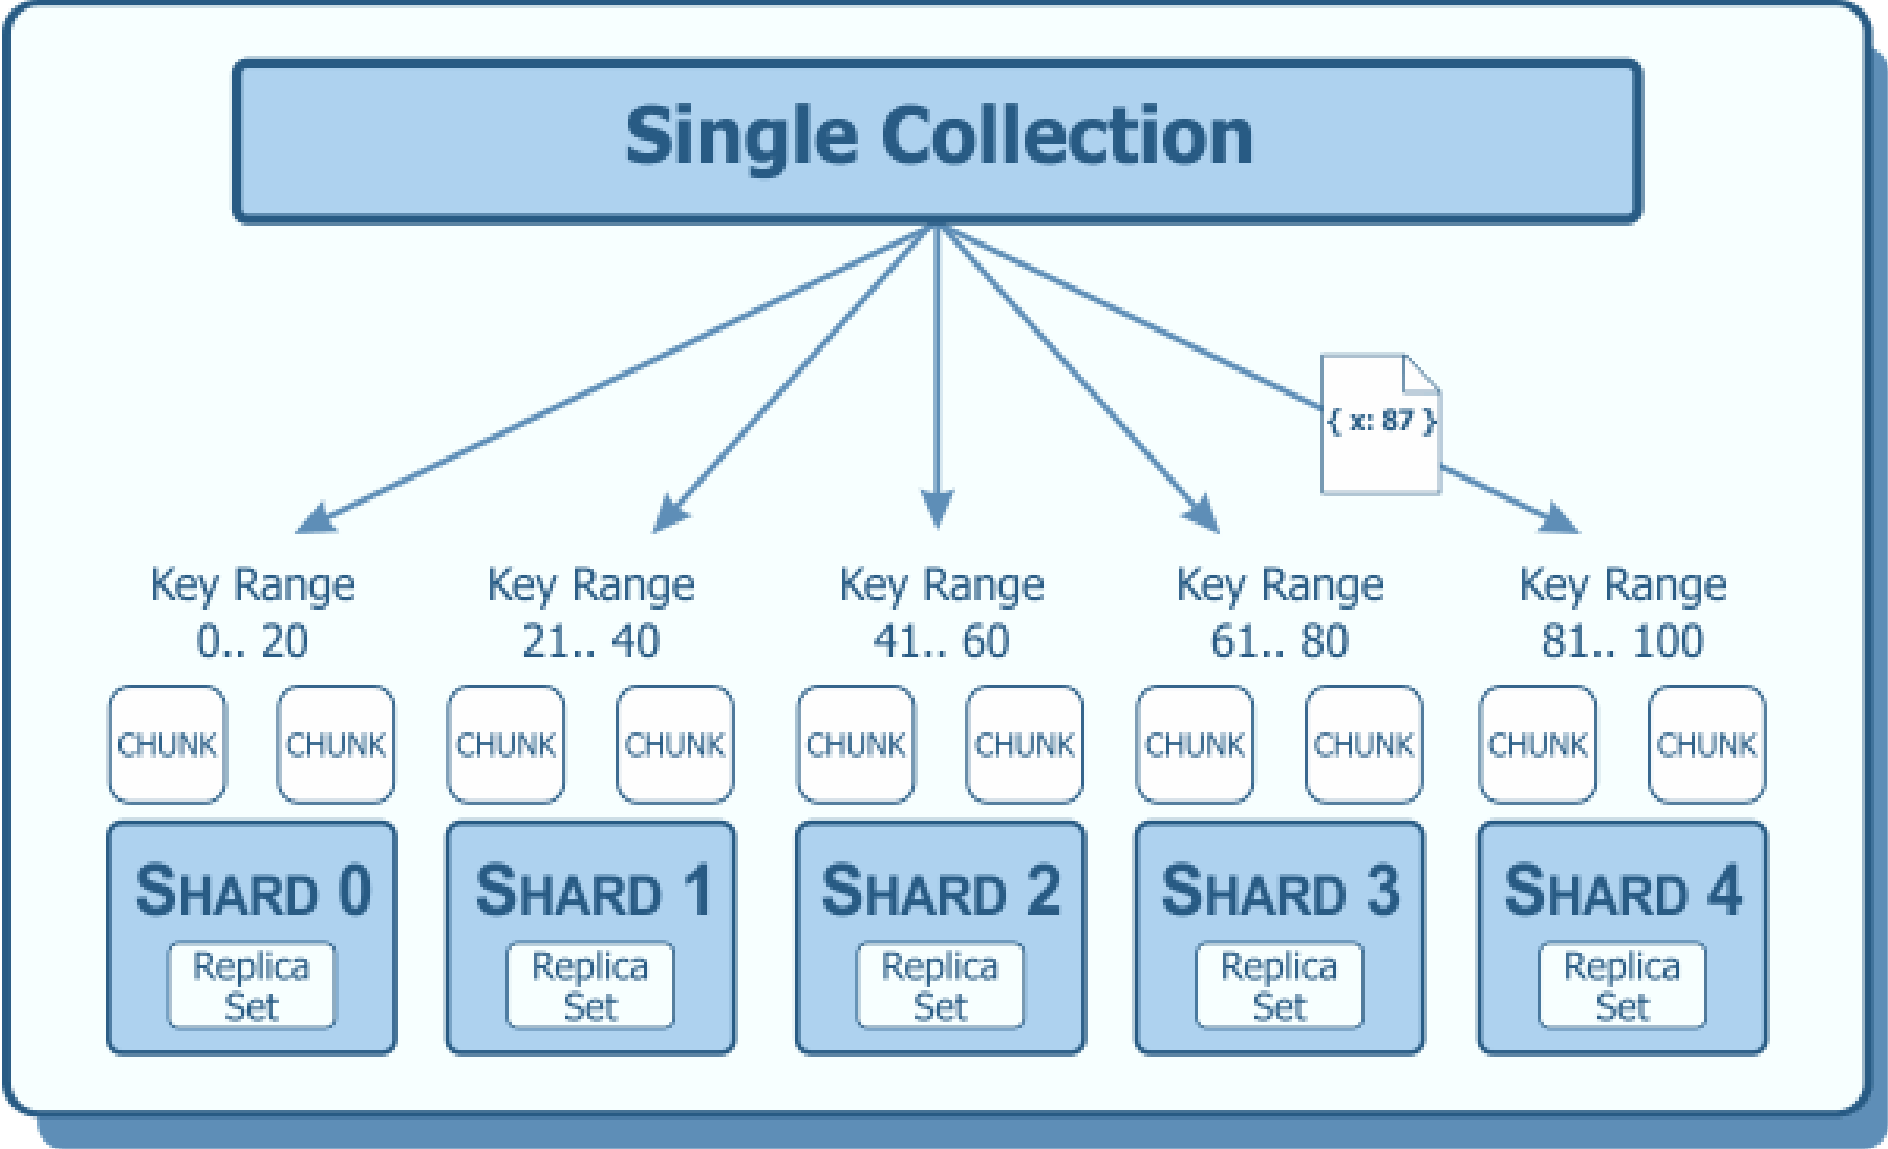 Single Collection
{ x: 87 }
Key Range
0.. 20
Key Range
21.. 40
Key Range
41.. 60
Key Range
61.. 80
Key Range
81.. 100
CHUNK CHUNK CHUNK CHUNK CHUNK CHUNK CHUNK CHUNK CHUNK CHUNK
SHARD 0
Replica
Set
SHARD 1
Replica
Set
SHARD 2
Replica
Set
SHARD 3
Replica
Set
SHARD 4
Replica
Set